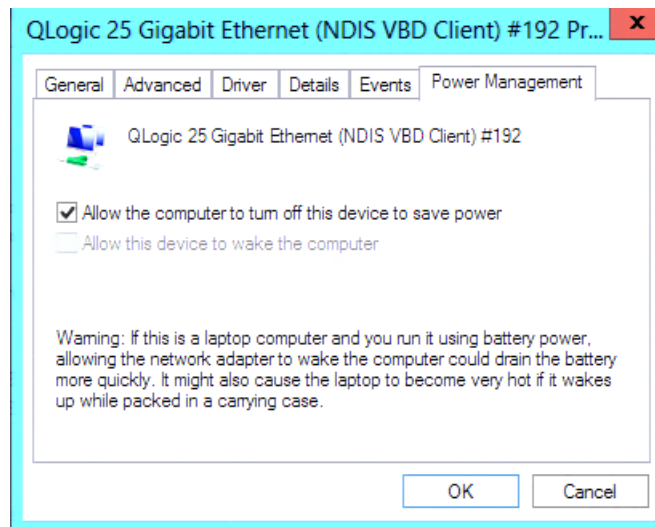 QLogic 25 Gigabit Ethernet (NDIS VBD Client) #192 Pr... x
General Advanced Driver Details Events Power Management
QLogic 25 Gigabit Ethernet (NDIS VBD Client) #192
Allow the computer to turn off this device to save power
Allow this device to wake the computer
Warning: If this is a laptop computer and you run it using battery power,
allowing the network adapter to wake the computer could drain the battery
more quickly. It might also cause the laptop to become very hot if it wakes
up while packed in a carrying case.
OK Cancel